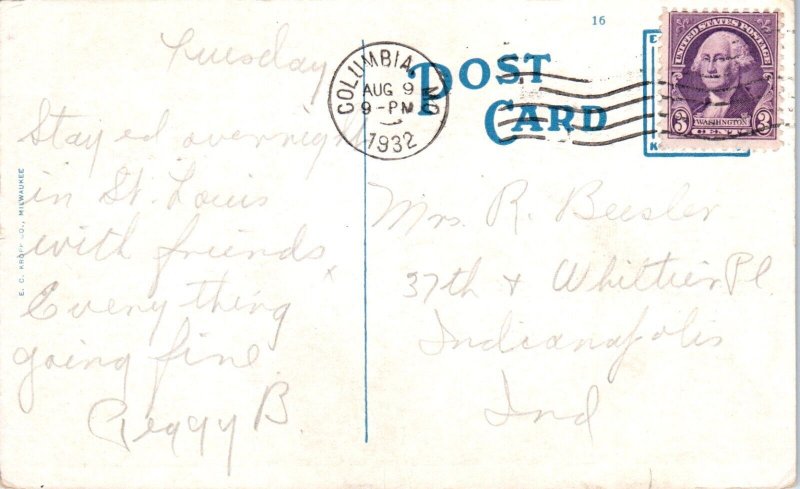 Tuesday
Stayed overnight
in St. Louis
with friends.
Everything
going fine
Peggy B.
E. C. KROPP CO., MILWAUKEE
16
POST
CARD
COLUMBIA, MO
AUG 9
9-PM
1932
UNITED STATES POSTAGE
WASHINGTON
3 CENTS 3
Mrs. R. Beesler
37th & Whittier Pl.
Indianapolis
Ind